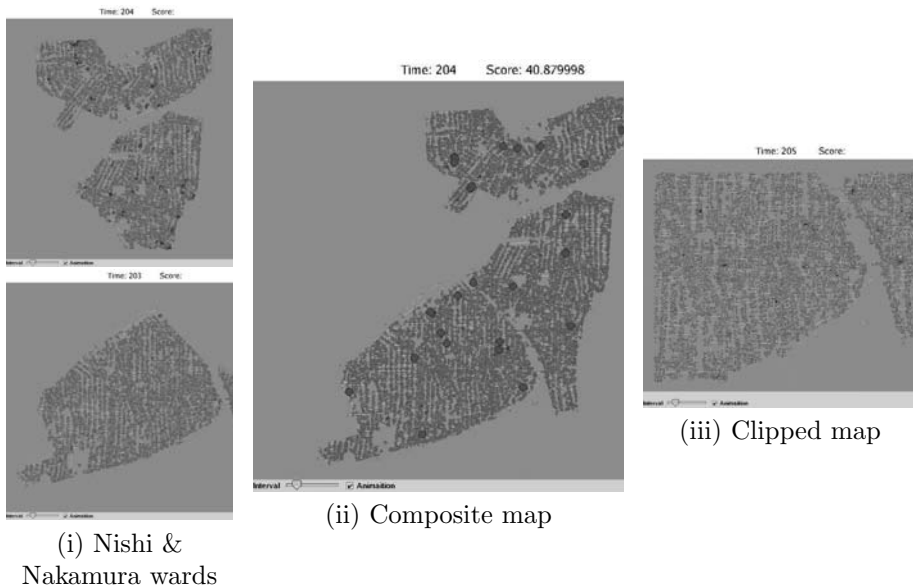 Time: 204 Score:
Interval Animation
Time: 203 Score:
Interval Animation
(i) Nishi &
Nakamura wards
Time: 204 Score: 40.879998
Interval Animaition
(ii) Composite map
Time: 205 Score:
Interval Animation
(iii) Clipped map